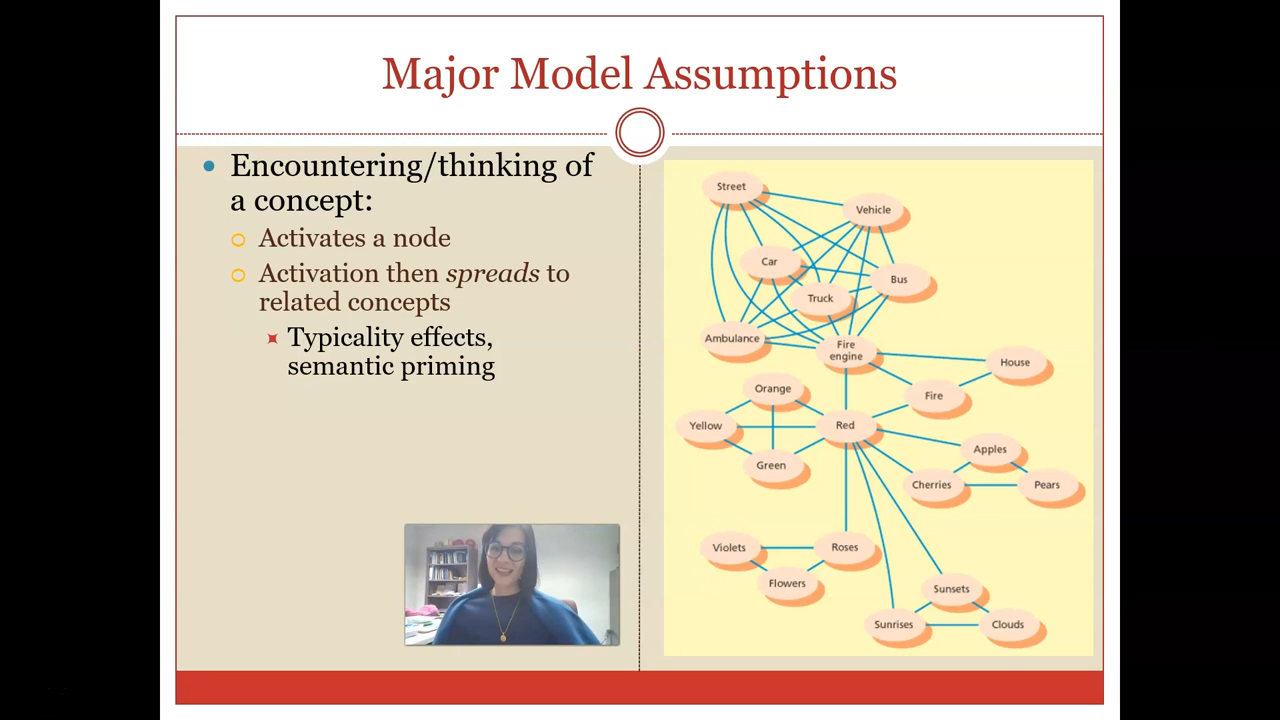 Major Model Assumptions
Encountering/thinking of
a concept:
Activates a node
Activation then spreads to
related concepts
Typicality effects,
semantic priming
Street
Vehicle
Car
Bus
Truck
Ambulance
Fire
engine
House
Fire
Orange
Yellow
Red
Green
Apples
Cherries
Pears
Violets
Roses
Flowers
Sunsets
Sunrises
Clouds